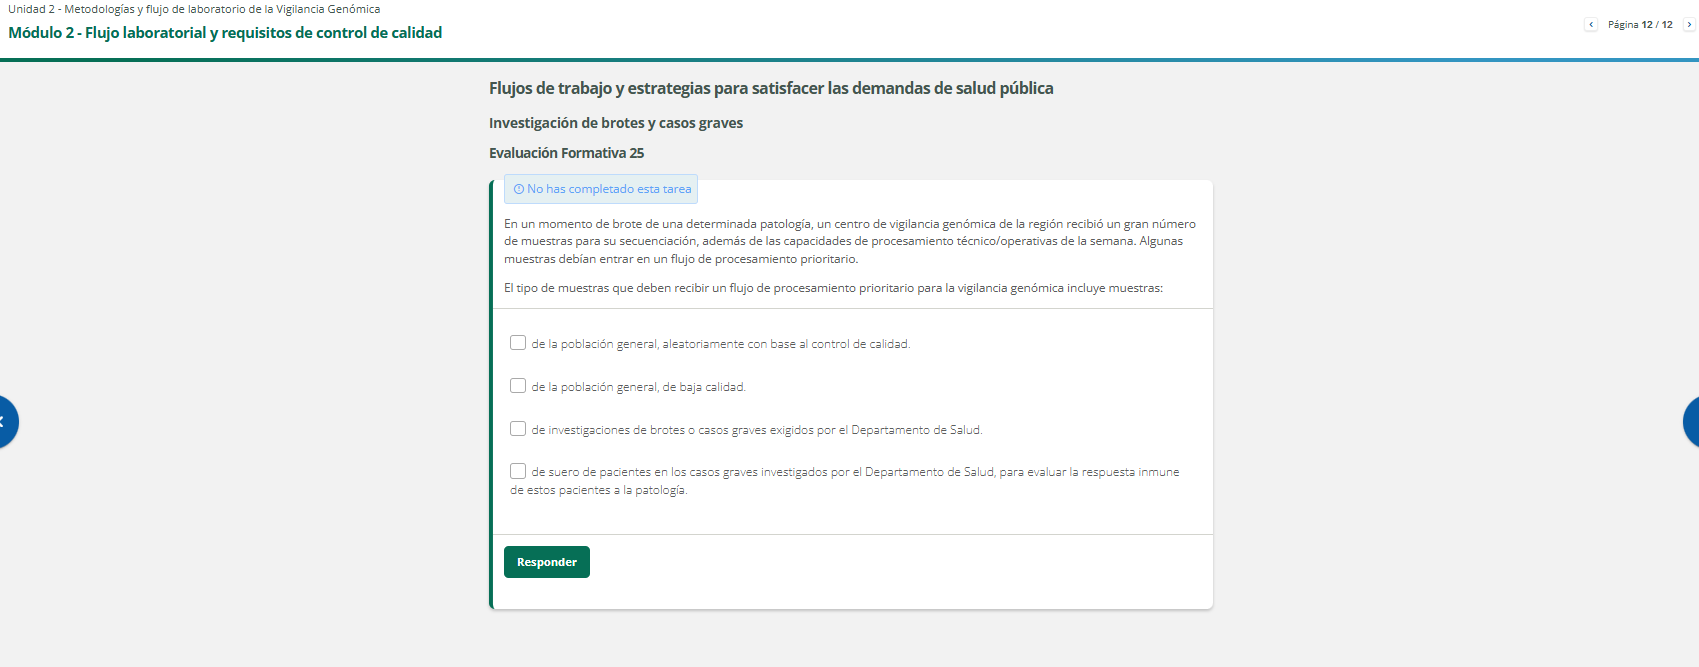 Unidad 2 - Metodologías y flujo de laboratorio de la Vigilancia Genómica
Módulo 2 - Flujo laboratorial y requisitos de control de calidad
Página 12 / 12
Flujos de trabajo y estrategias para satisfacer las demandas de salud pública
Investigación de brotes y casos graves
Evaluación Formativa 25
No has completado esta tarea
En un momento de brote de una determinada patología, un centro de vigilancia genómica de la región recibió un gran número
de muestras para su secuenciación, además de las capacidades de procesamiento técnico/operativas de la semana. Algunas
muestras debían entrar en un flujo de procesamiento prioritario.
El tipo de muestras que deben recibir un flujo de procesamiento prioritario para la vigilancia genómica incluye muestras:
de la población general, aleatoriamente con base al control de calidad.
de la población general, de baja calidad.
de investigaciones de brotes o casos graves exigidos por el Departamento de Salud.
de suero de pacientes en los casos graves investigados por el Departamento de Salud, para evaluar la respuesta inmune
de estos pacientes a la patología.
Responder